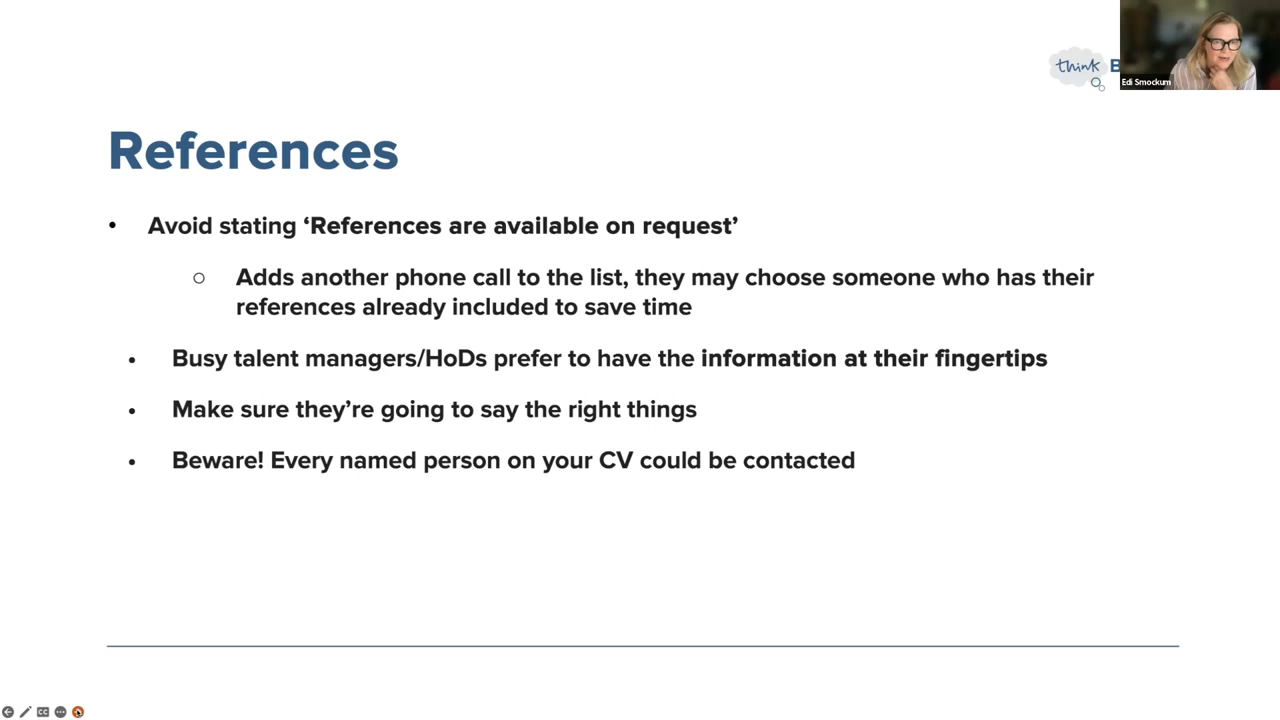 think B
Edi Smockum
References
• Avoid stating ‘References are available on request’
○ Adds another phone call to the list, they may choose someone who has their
references already included to save time
• Busy talent managers/HoDs prefer to have the information at their fingertips
• Make sure they’re going to say the right things
• Beware! Every named person on your CV could be contacted
CC